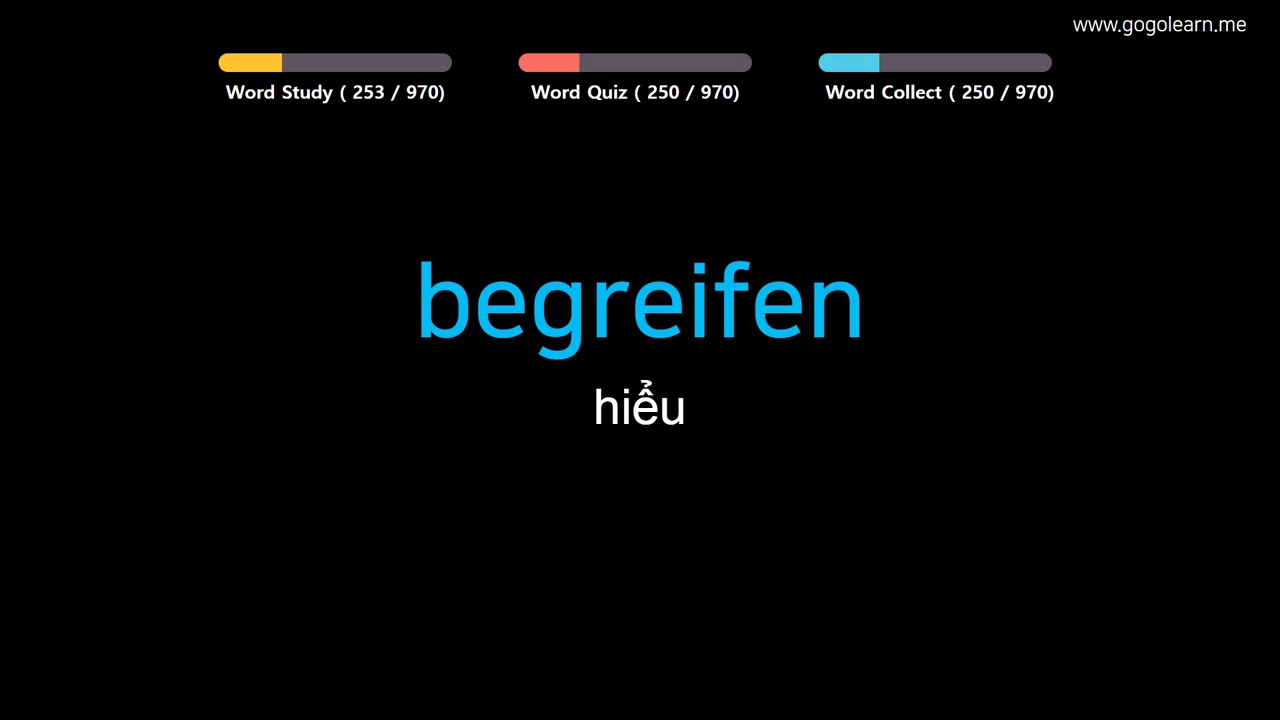 www.gogolearn.me
Word Study ( 253 / 970)
Word Quiz ( 250 / 970)
Word Collect ( 250 / 970)
begreifen
hiểu